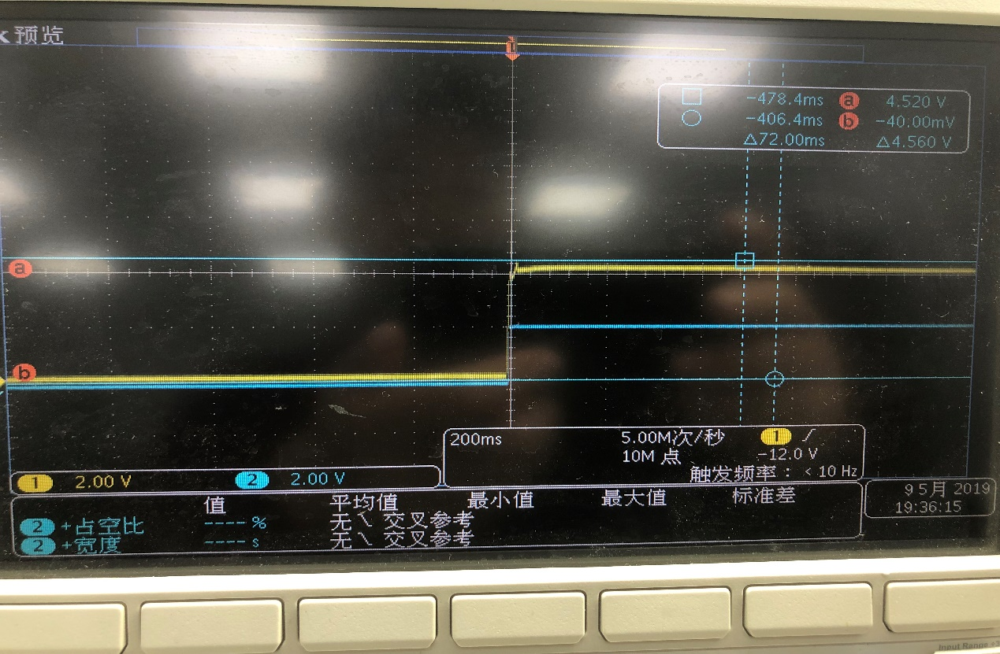 k 预览
-478.4ms a 4.520 V
-406.4ms b -40.00mV
△72.00ms △4.560 V
a
b
200ms 5.00M次/秒 1
10M 点 -12.0 V
触发频率： < 10 Hz
1 2.00 V 2 2.00 V
值 平均值 最小值 最大值 标准差
2 +占空比 ----% 无 \ 交叉参考
2 +宽度 ----s 无 \ 交叉参考
9 5月 2019
19:36:15
Input Range